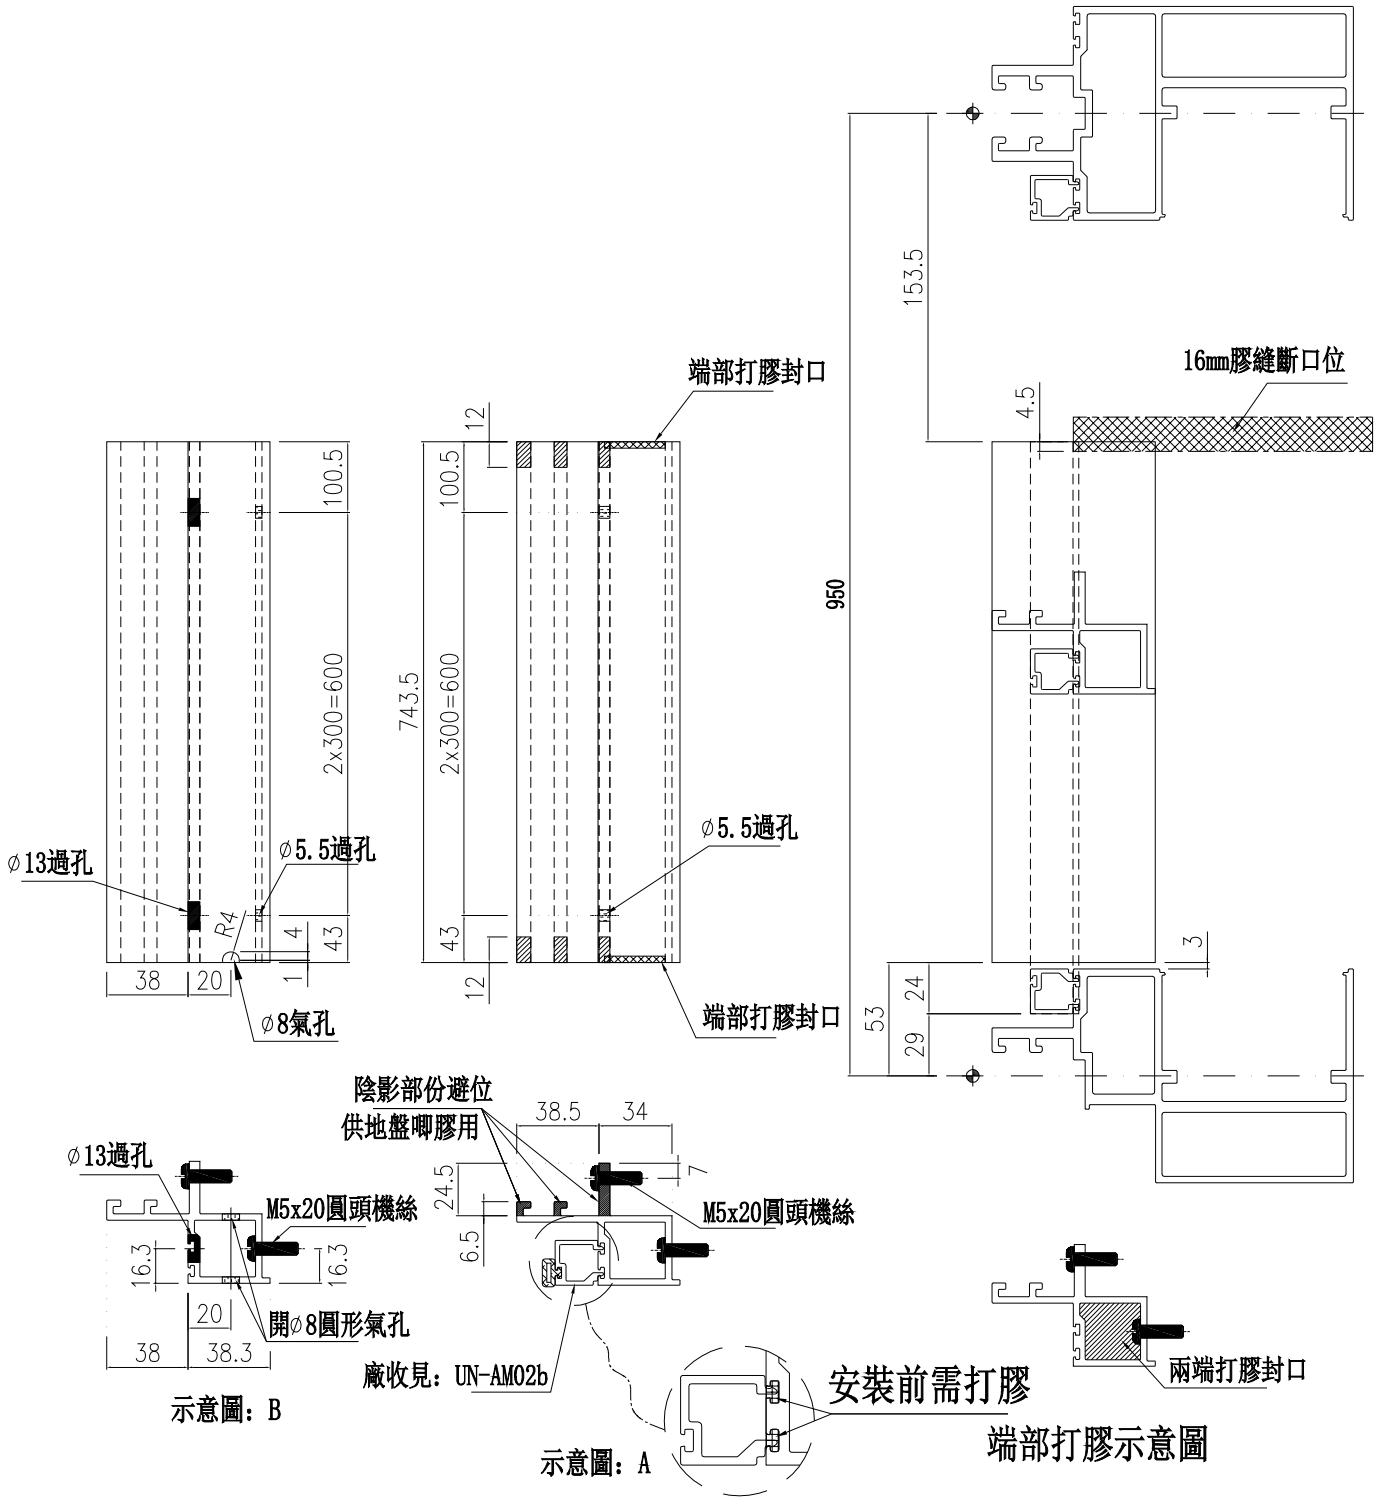 153.5
16mm膠縫斷口位
端部打膠封口
4.5
12
100.5
100.5
950
2x300=600
2x300=600
743.5
ø5.5過孔
ø5.5過孔
ø13過孔
R4
4
43
43
3
38
20
1
12
24
53
29
ø8氣孔
端部打膠封口
陰影部份避位
供地盤唧膠用
38.5
34
ø13過孔
24.5
7
M5x20圓頭機絲
M5x20圓頭機絲
6.5
16.3
16.3
20
開ø8圓形氣孔
38
38.3
廠收見：UN-AM02b
兩端打膠封口
安裝前需打膠
示意圖：B
端部打膠示意圖
示意圖：A